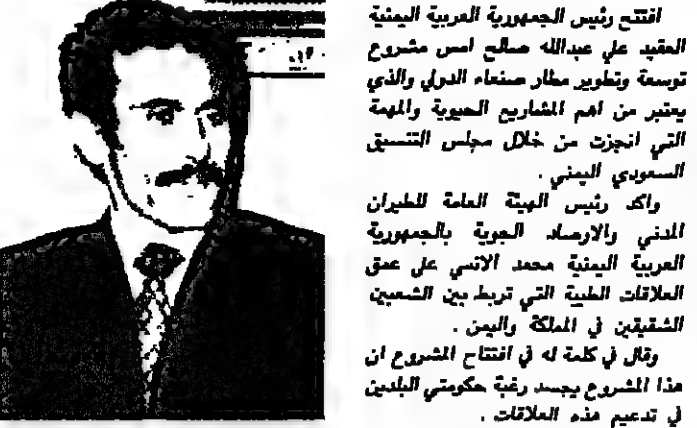 افتتح رئيس الجمهورية العربية اليمنية
العقيد علي عبدالله صالح امس مشروع
توسعة وتطوير مطار صنعاء الدولي والذي
يعتبر من اهم المشاريع الحيوية والمهمة
التي انجزت من خلال مجلس التنسيق
السعودي اليمني .
واكد رئيس الهيئة العامة للطيران
المدني والارصاد الجوية بالجمهورية
العربية اليمنية محمد الانسي على عمق
العلاقات الطيبة التي تربط بين الشعبين
الشقيقين في المملكة واليمن .
وقال في كلمة له في افتتاح المشروع ان
هذا المشروع يجسد رغبة حكومتي البلدين
في تدعيم هذه العلاقات .